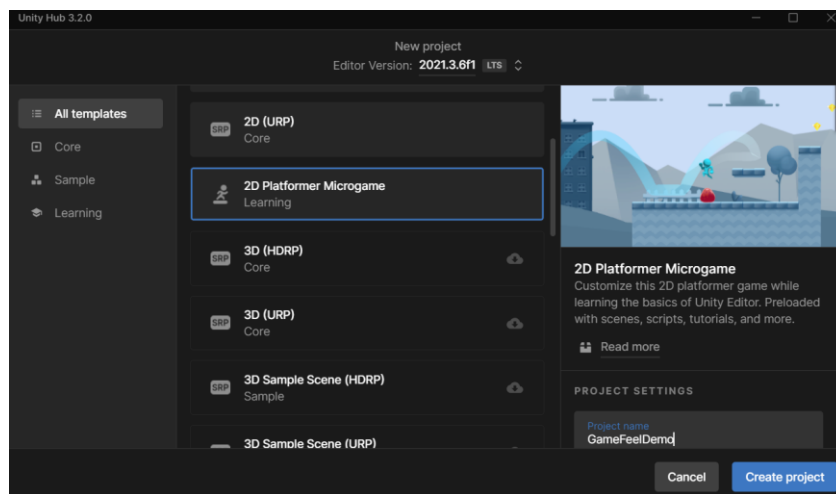 Unity Hub 3.2.0
New project
Editor Version: 2021.3.6f1 LTS
All templates
Core
Sample
Learning
SRP
2D (URP)
Core
2D Platformer Microgame
Learning
SRP
3D (HDRP)
Core
SRP
3D (URP)
Core
SRP
3D Sample Scene (HDRP)
Sample
3D Sample Scene (URP)
2D Platformer Microgame
Customize this 2D platformer game while
learning the basics of Unity Editor. Preloaded
with scenes, scripts, tutorials, and more.
Read more
PROJECT SETTINGS
Project name
GameFeelDemo
Cancel
Create project